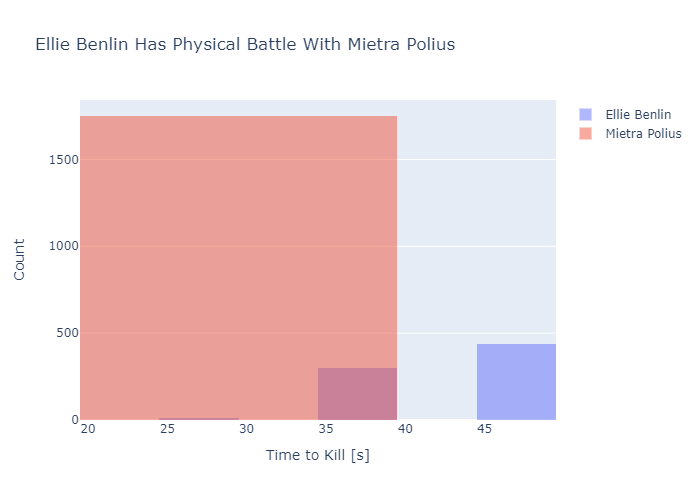 Ellie Benlin Has Physical Battle With Mietra Polius
Ellie Benlin
Mietra Polius
1500
1000
500
0
20 25 30 35 40 45
Count
Time to Kill [s]